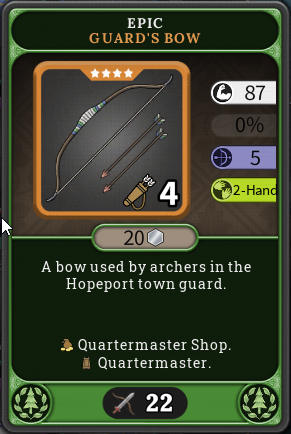 EPIC
GUARD'S BOW
87
0%
5
2-Hand
4
20
A bow used by archers in the
Hopeport town guard.
Quartermaster Shop.
Quartermaster.
22